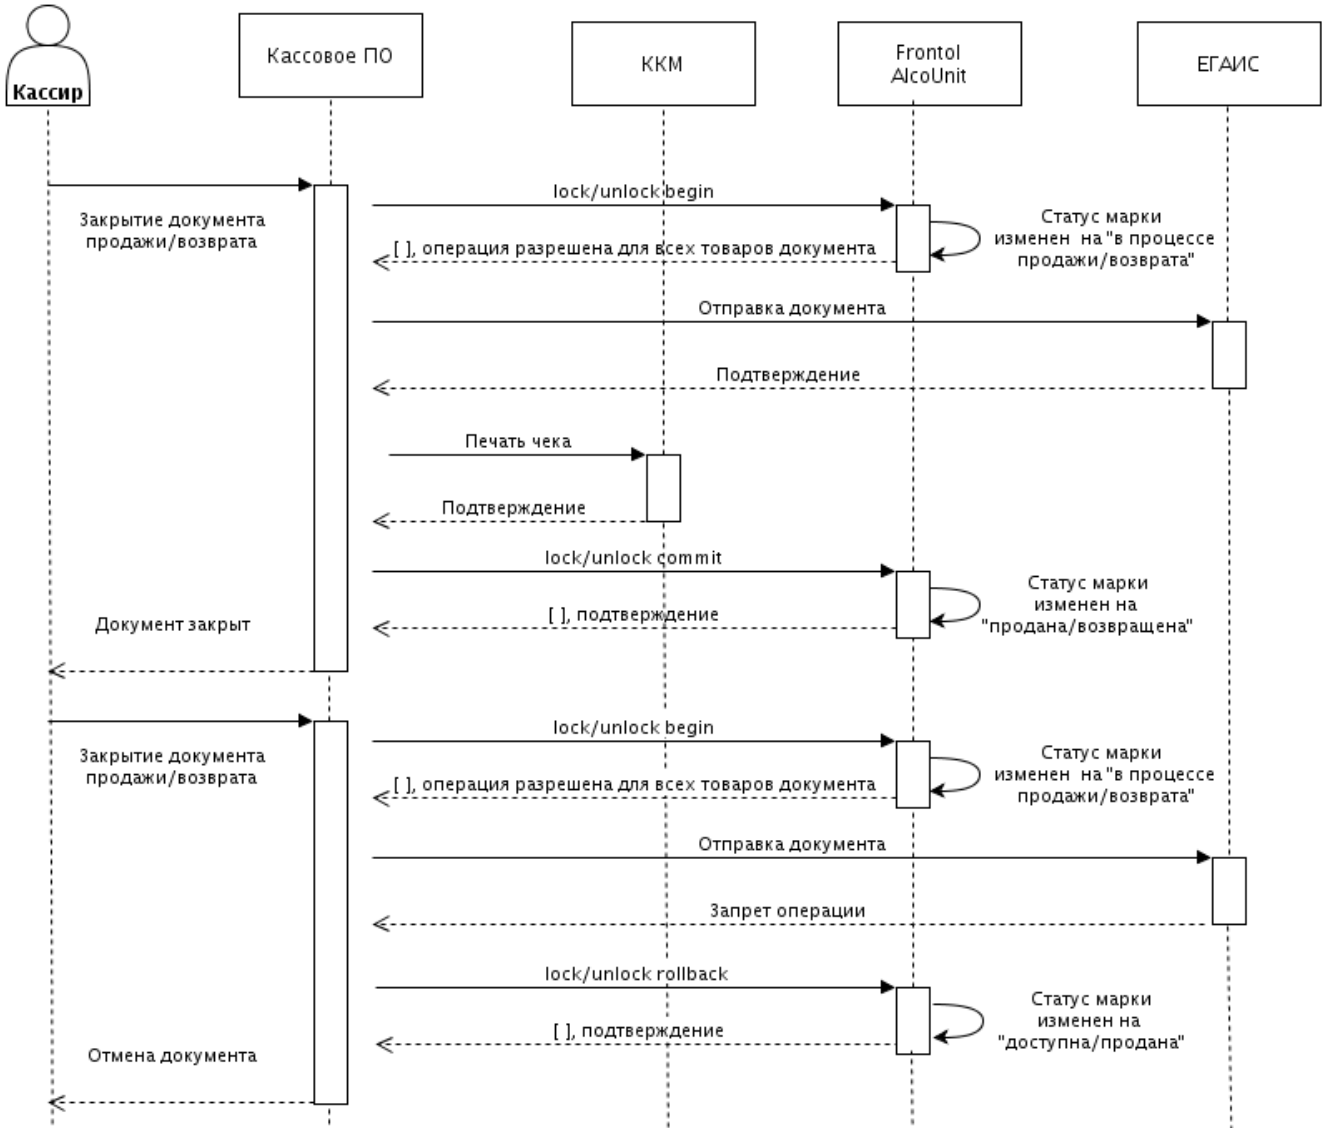 Кассир
Кассовое ПО
ККМ
Frontol
AlcoUnit
ЕГАИС
Закрытие документа
продажи/возврата
lock/unlock begin
[ ], операция разрешена для всех товаров документа
Статус марки
изменен на "в процессе
продажи/возврата"
Отправка документа
Подтверждение
Печать чека
Подтверждение
lock/unlock commit
[ ], подтверждение
Статус марки
изменен на
"продана/возвращена"
Документ закрыт
Закрытие документа
продажи/возврата
lock/unlock begin
[ ], операция разрешена для всех товаров документа
Статус марки
изменен на "в процессе
продажи/возврата"
Отправка документа
Запрет операции
lock/unlock rollback
[ ], подтверждение
Статус марки
изменен на
"доступна/продана"
Отмена документа